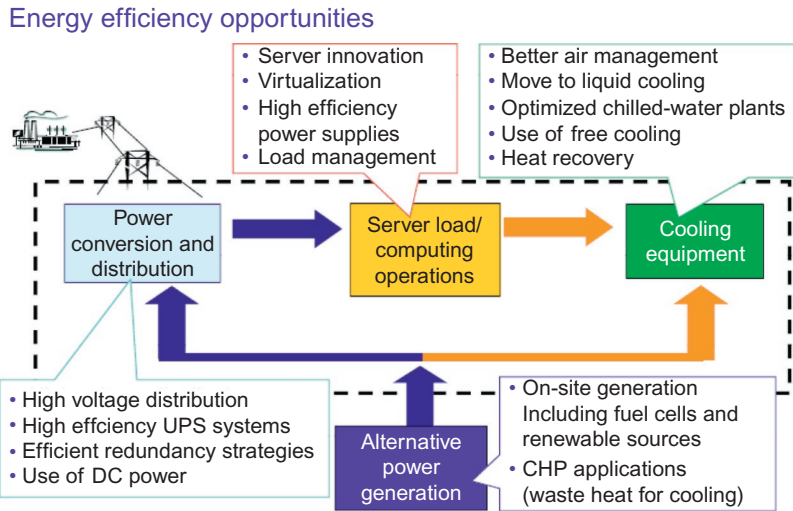 Energy efficiency opportunities
• Server innovation
• Virtualization
• High efficiency
power supplies
• Load management
• Better air management
• Move to liquid cooling
• Optimized chilled-water plants
• Use of free cooling
• Heat recovery
Power
conversion and
distribution
Server load/
computing
operations
Cooling
equipment
• High voltage distribution
• High effciency UPS systems
• Efficient redundancy strategies
• Use of DC power
Alternative
power
generation
• On-site generation
Including fuel cells and
renewable sources
• CHP applications
(waste heat for cooling)